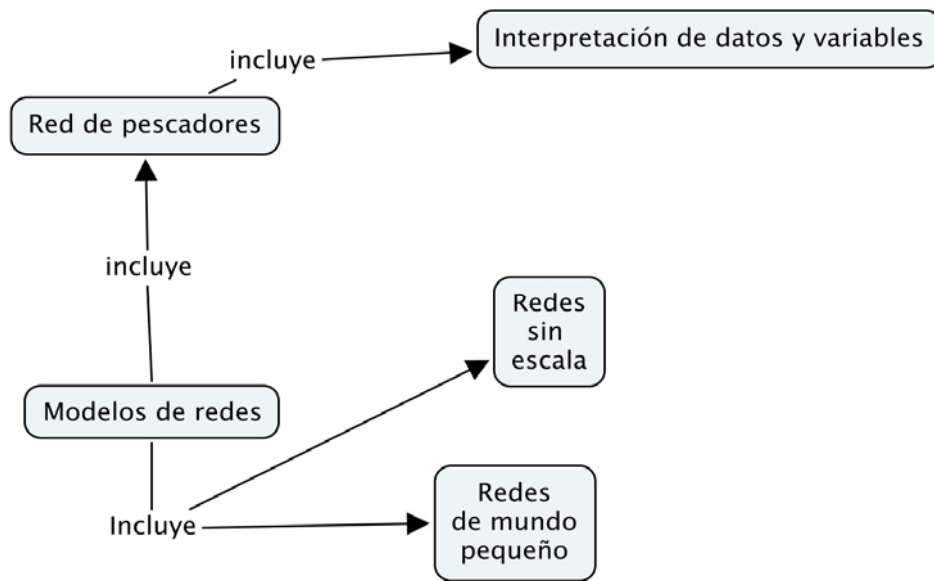 Interpretación de datos y variables
incluye
Red de pescadores
incluye
Redes
sin
escala
Modelos de redes
Redes
de mundo
pequeño
Incluye